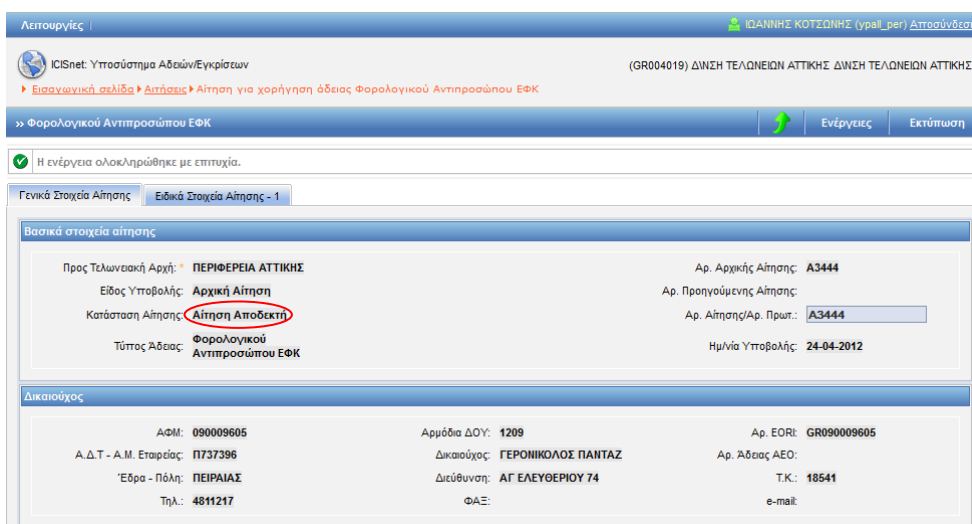 Λειτουργίες ΙΩΑΝΝΗΣ ΚΟΤΣΩΝΗΣ (ypall_per) Αποσύνδεση
ICISnet: Υποσύστημα Αδειών/Εγκρίσεων (GR004019) Δ\ΝΣΗ ΤΕΛΩΝΕΙΩΝ ΑΤΤΙΚΗΣ Δ\ΝΣΗ ΤΕΛΩΝΕΙΩΝ ΑΤΤΙΚΗΣ
Εισαγωγική σελίδα Αιτήσεις Αίτηση για χορήγηση άδειας Φορολογικού Αντιπροσώπου ΕΦΚ
» Φορολογικού Αντιπροσώπου ΕΦΚ Ενέργειες Εκτύπωση
Η ενέργεια ολοκληρώθηκε με επιτυχία.
Γενικά Στοιχεία Αίτησης Ειδικά Στοιχεία Αίτησης - 1
Βασικά στοιχεία αίτησης
Προς Τελωνειακή Αρχή: * ΠΕΡΙΦΕΡΕΙΑ ΑΤΤΙΚΗΣ Αρ. Αρχικής Αίτησης: A3444
Είδος Υποβολής: Αρχική Αίτηση Αρ. Προηγούμενης Αίτησης:
Κατάσταση Αίτησης: Αίτηση Αποδεκτή Αρ. Αίτησης/Αρ. Πρωτ.: A3444
Τύπος Άδειας: Φορολογικού Αντιπροσώπου ΕΦΚ Ημ/νία Υποβολής: 24-04-2012
Δικαιούχος
ΑΦΜ: 090009605 Αρμόδια ΔΟΥ: 1209 Αρ. EORI: GR090009605
Α.Δ.Τ - Α.Μ. Εταιρείας: Π737396 Δικαιούχος: ΓΕΡΟΝΙΚΟΛΟΣ ΠΑΝΤΑΖ Αρ. Άδειας ΑΕΟ:
Έδρα - Πόλη: ΠΕΙΡΑΙΑΣ Διεύθυνση: ΑΓ ΕΛΕΥΘΕΡΙΟΥ 74 Τ.Κ.: 18541
Τηλ.: 4811217 ΦΑΞ: e-mail: